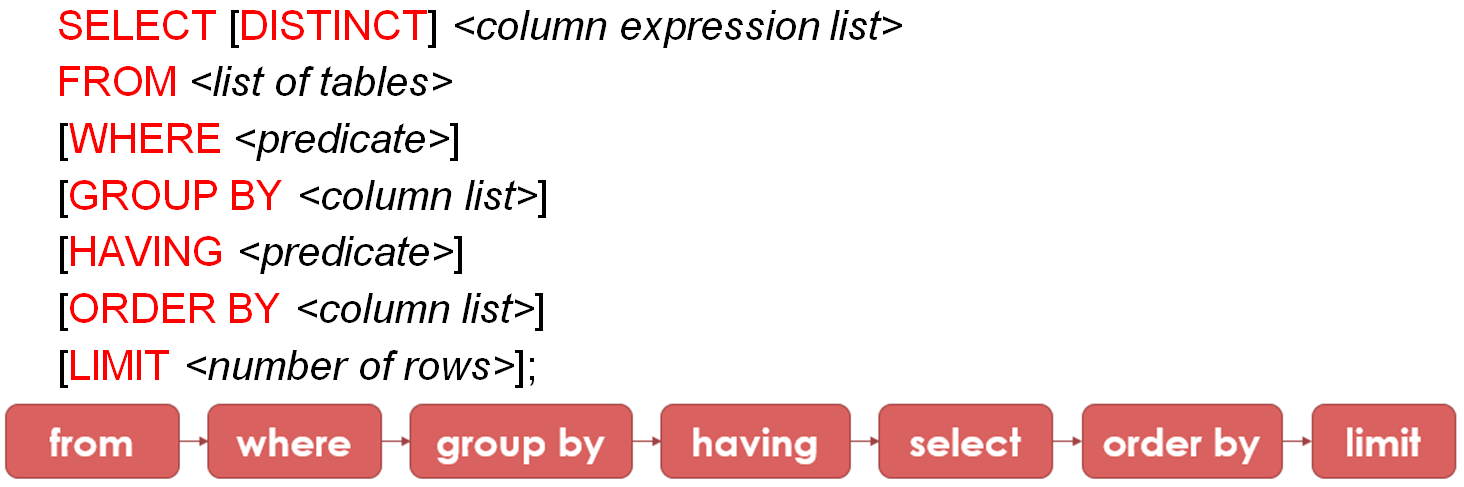 SELECT [DISTINCT] <column expression list>
FROM <list of tables>
[WHERE <predicate>]
[GROUP BY <column list>]
[HAVING <predicate>]
[ORDER BY <column list>]
[LIMIT <number of rows>];
from where group by having select order by limit